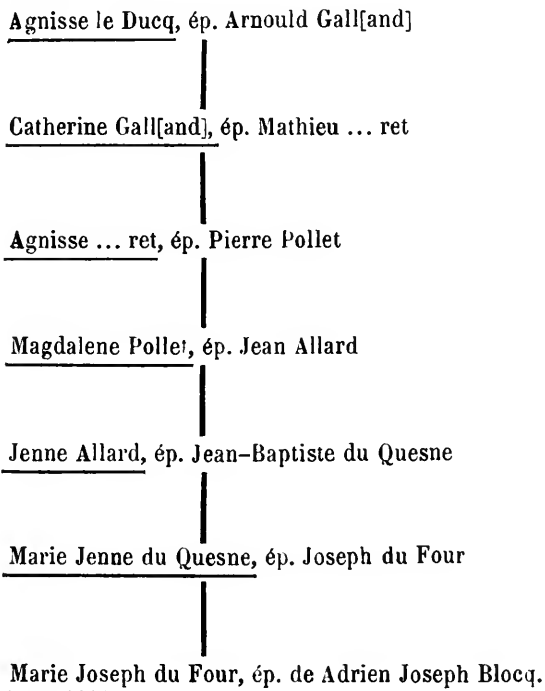 Agnisse le Ducq, ép. Arnould Gall[and]
Catherine Gall[and], ép. Mathieu ... ret
Agnisse ... ret, ép. Pierre Pollet
Magdalene Pollet, ép. Jean Allard
Jenne Allard, ép. Jean-Baptiste du Quesne
Marie Jenne du Quesne, ép. Joseph du Four
Marie Joseph du Four, ép. de Adrien Joseph Blocq.